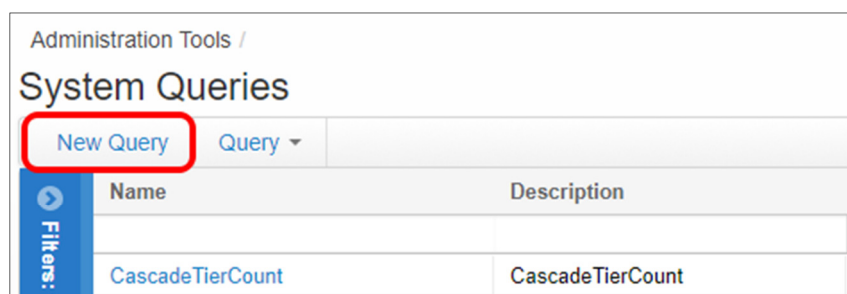 Administration Tools /
System Queries
New Query Query
Name Description
Filters:
CascadeTierCount CascadeTierCount